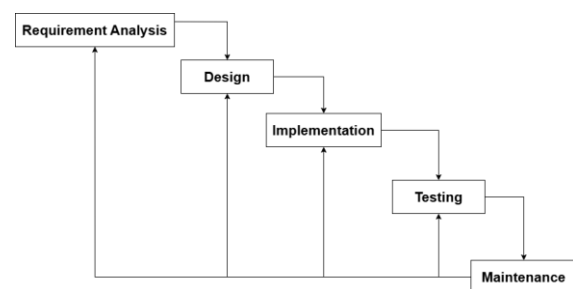 Requirement Analysis
Design
Implementation
Testing
Maintenance